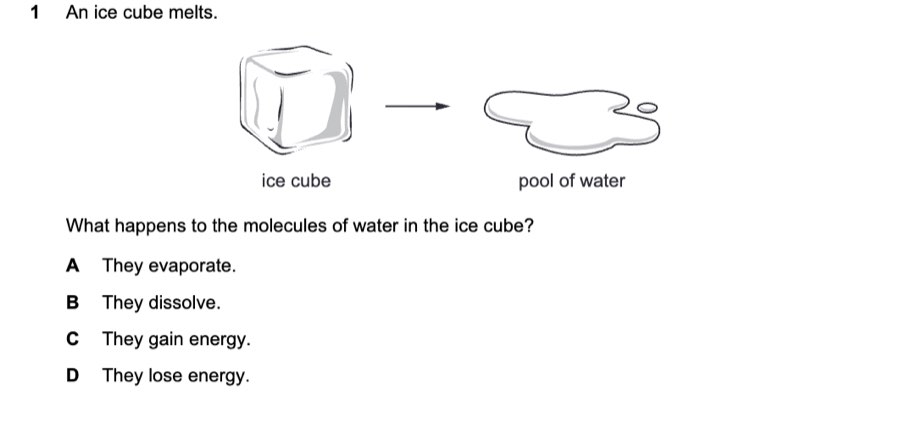 1 An ice cube melts.
ice cube pool of water
What happens to the molecules of water in the ice cube?
A They evaporate.
B They dissolve.
C They gain energy.
D They lose energy.